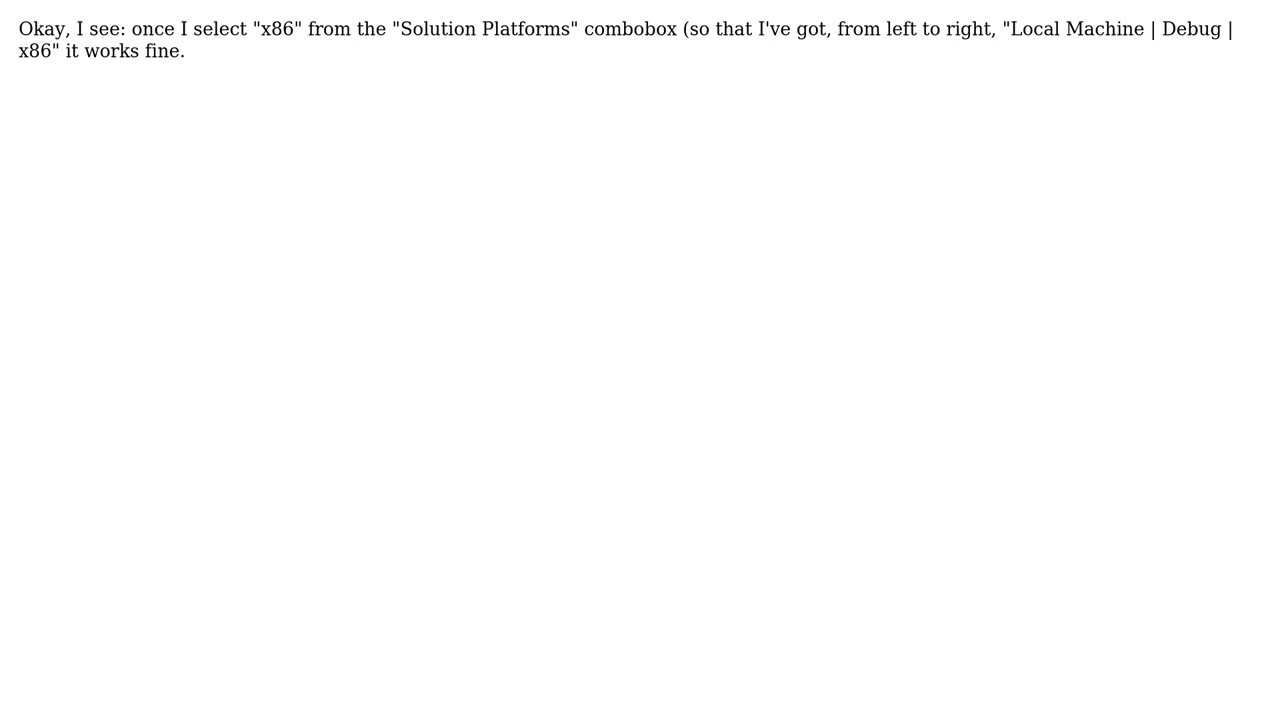 Okay, I see: once I select "x86" from the "Solution Platforms" combobox (so that I've got, from left to right, "Local Machine | Debug |
x86" it works fine.